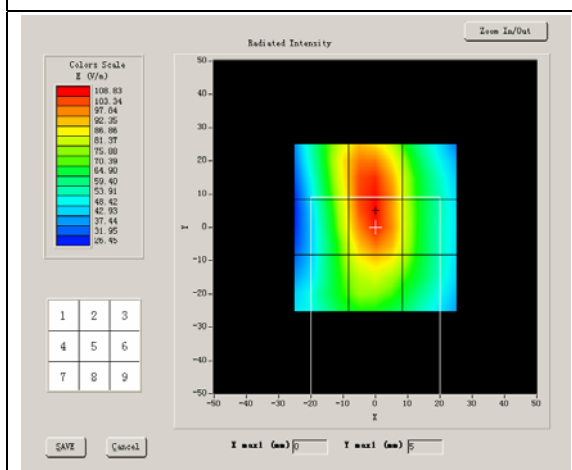 Zoom In/Out
Radiated Intensity
Colors Scale
E (V/m)
108.83
103.34
97.84
92.35
86.86
81.37
75.88
70.39
64.90
59.40
53.91
48.42
42.93
37.44
31.95
26.45
50
40
30
20
10
0
-10
-20
-30
-40
-50
Y
-50 -40 -30 -20 -10 0 10 20 30 40 50
X
1 2 3
4 5 6
7 8 9
SAVE Cancel
X max1 (mm) 0 Y max1 (mm) 5